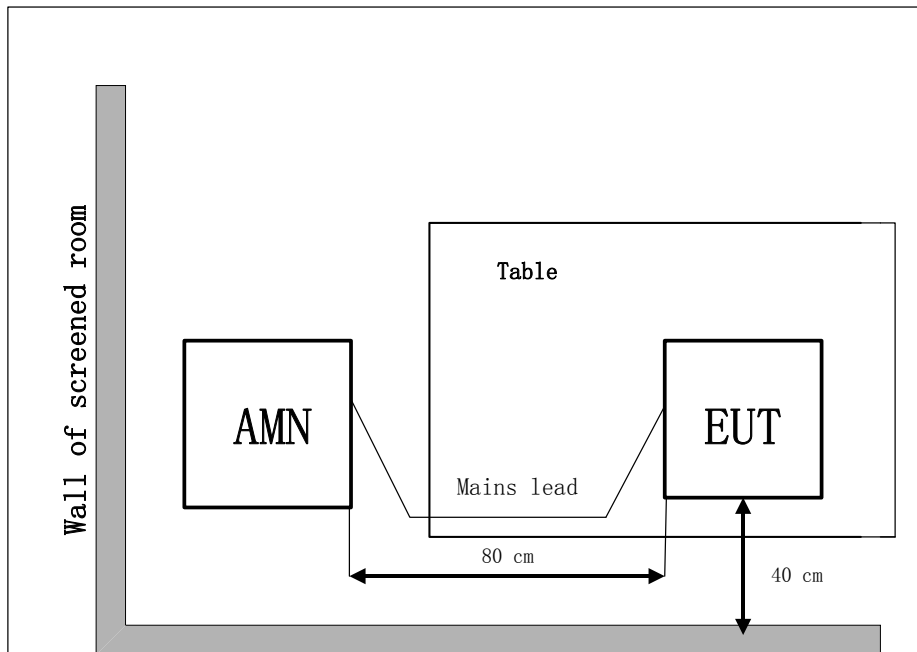 Wall of screened room
Table
AMN
EUT
Mains lead
80 cm
40 cm